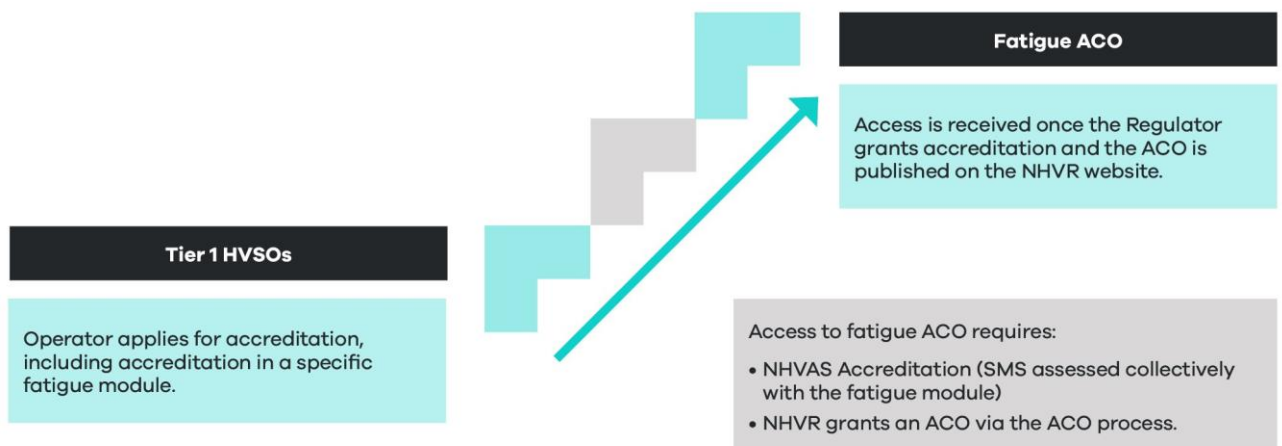 Tier 1 HVSOs
Operator applies for accreditation,
including accreditation in a specific
fatigue module.
Fatigue ACO
Access is received once the Regulator
grants accreditation and the ACO is
published on the NHVR website.
Access to fatigue ACO requires:
• NHVAS Accreditation (SMS assessed collectively
with the fatigue module)
• NHVR grants an ACO via the ACO process.